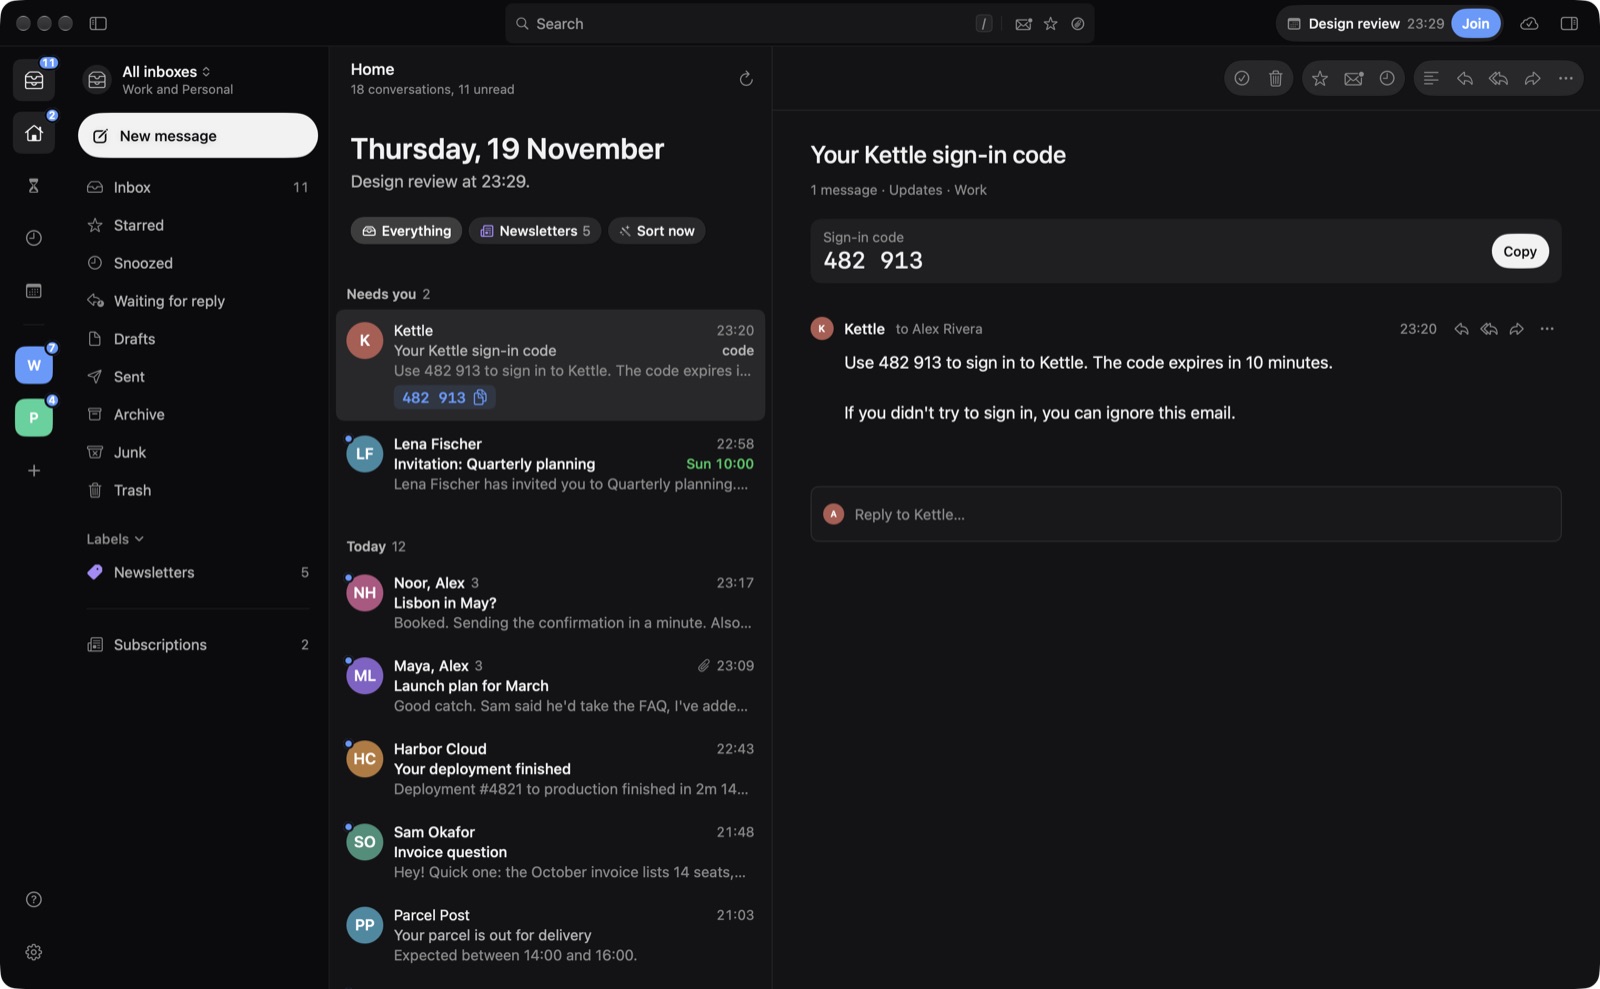 Search
/
Design review 23:29 Join
11
2
W 7
P 4
All inboxes
Work and Personal
New message
Inbox 11
Starred
Snoozed
Waiting for reply
Drafts
Sent
Archive
Junk
Trash
Labels
Newsletters 5
Subscriptions 2
Home
18 conversations, 11 unread
Thursday, 19 November
Design review at 23:29.
Everything Newsletters 5 Sort now
Needs you 2
K
Kettle 23:20
Your Kettle sign-in code code
Use 482 913 to sign in to Kettle. The code expires i...
482 913
LF
Lena Fischer 22:58
Invitation: Quarterly planning Sun 10:00
Lena Fischer has invited you to Quarterly planning....
Today 12
NH
Noor, Alex 3 23:17
Lisbon in May?
Booked. Sending the confirmation in a minute. Also...
ML
Maya, Alex 3 23:09
Launch plan for March
Good catch. Sam said he'd take the FAQ, I've adde...
HC
Harbor Cloud 22:43
Your deployment finished
Deployment #4821 to production finished in 2m 14...
SO
Sam Okafor 21:48
Invoice question
Hey! Quick one: the October invoice lists 14 seats,...
PP
Parcel Post 21:03
Your parcel is out for delivery
Expected between 14:00 and 16:00.
Your Kettle sign-in code
1 message · Updates · Work
Sign-in code
482 913
Copy
K Kettle to Alex Rivera 23:20
Use 482 913 to sign in to Kettle. The code expires in 10 minutes.
If you didn't try to sign in, you can ignore this email.
A Reply to Kettle...